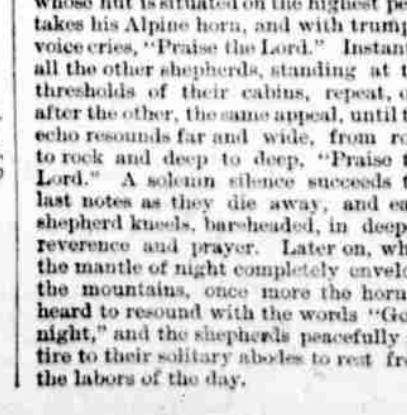 whose hut is situated on the highest pe
takes his Alpine horn, and with trump
voice cries, "Praise the Lord." Instan
all the other shepherds, standing at t
thresholds of their cabins, repeat, o
after the other, the same appeal, until t
echo resounds far and wide, from ro
to rock and deep to deep, "Praise t
Lord." A solemn silence succeeds t
last notes as they die away, and ea
shepherd kneels, bareheaded, in deep
reverence and prayer. Later on, wh
the mantle of night completely envelo
the mountains, once more the horn
heard to resound with the words "Go
night," and the shepherds peacefully
tire to their solitary abodes to rest fr
the labors of the day.